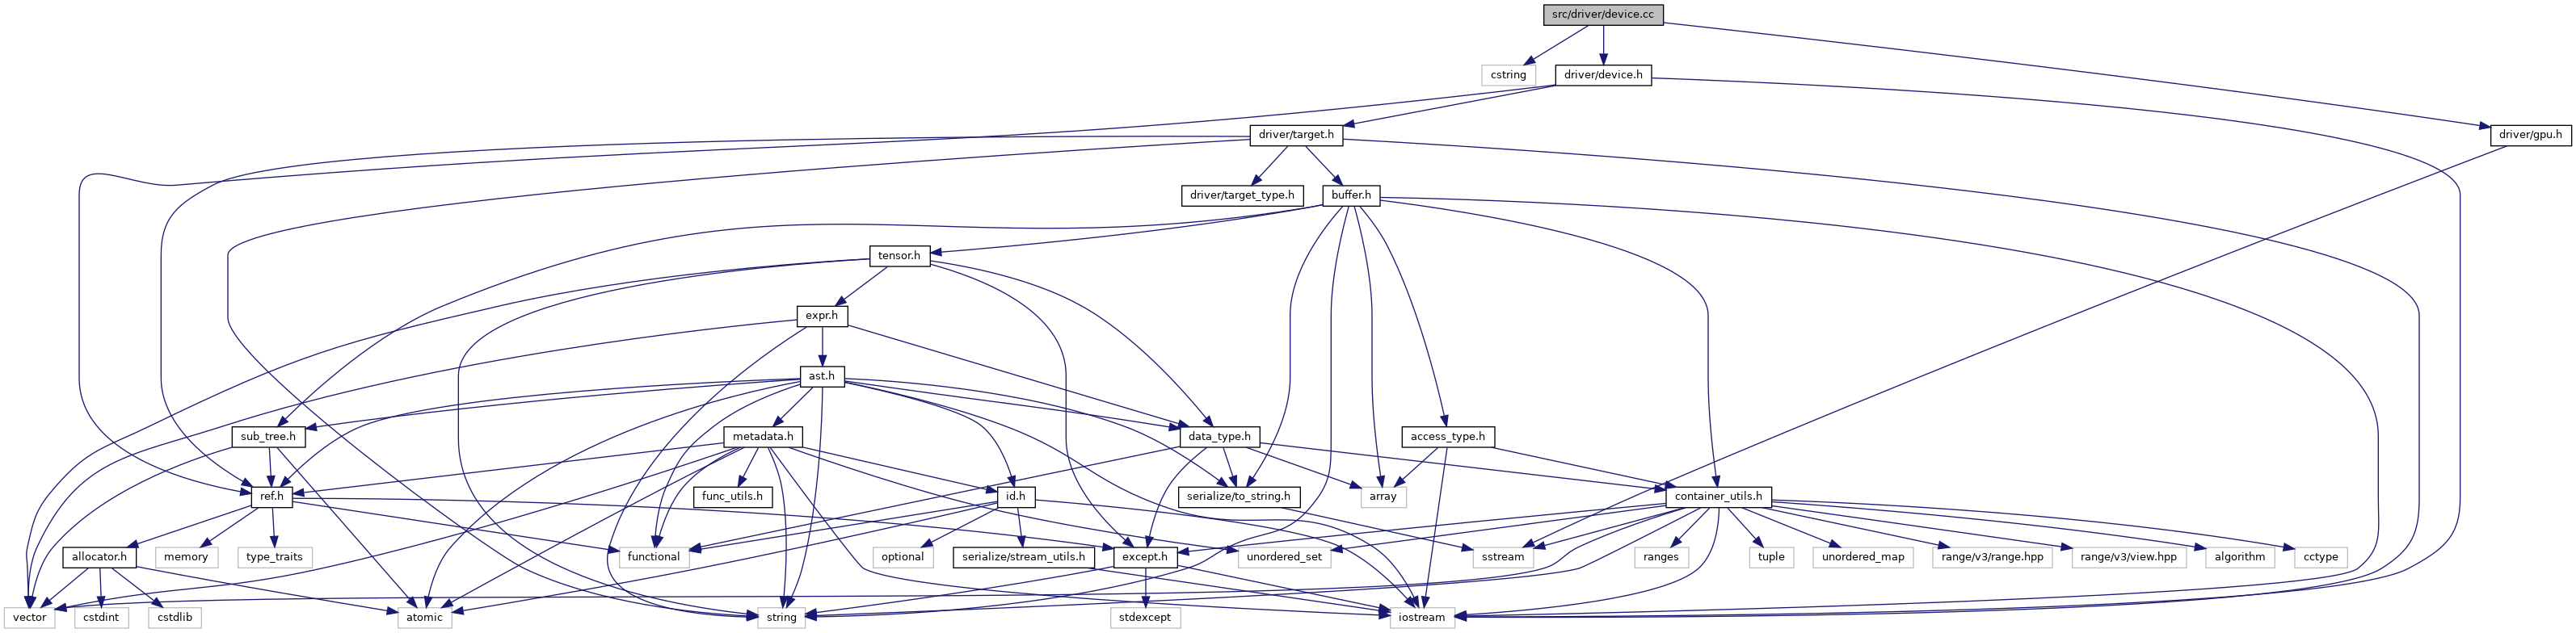 src/driver/device.cc
cstring
driver/device.h
driver/target.h
driver/gpu.h
driver/target_type.h
buffer.h
tensor.h
expr.h
ast.h
sub_tree.h
metadata.h
data_type.h
access_type.h
ref.h
func_utils.h
id.h
serialize/to_string.h
array
container_utils.h
allocator.h
memory
type_traits
functional
optional
serialize/stream_utils.h
except.h
unordered_set
sstream
ranges
tuple
unordered_map
range/v3/range.hpp
range/v3/view.hpp
algorithm
cctype
vector
cstdint
cstdlib
atomic
string
stdexcept
iostream